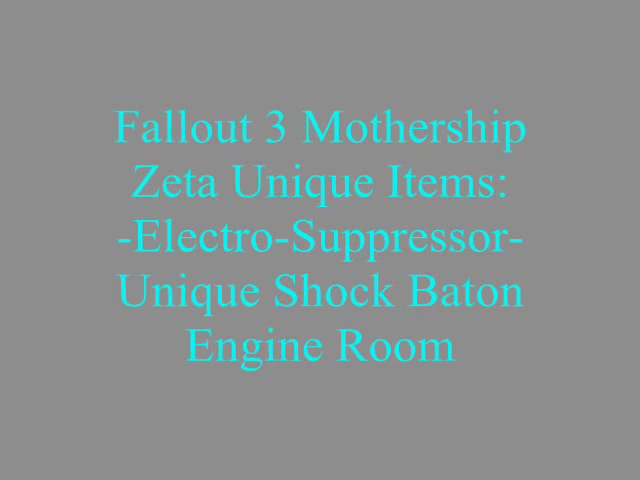 Fallout 3 Mothership
Zeta Unique Items:
-Electro-Suppressor-
Unique Shock Baton
Engine Room